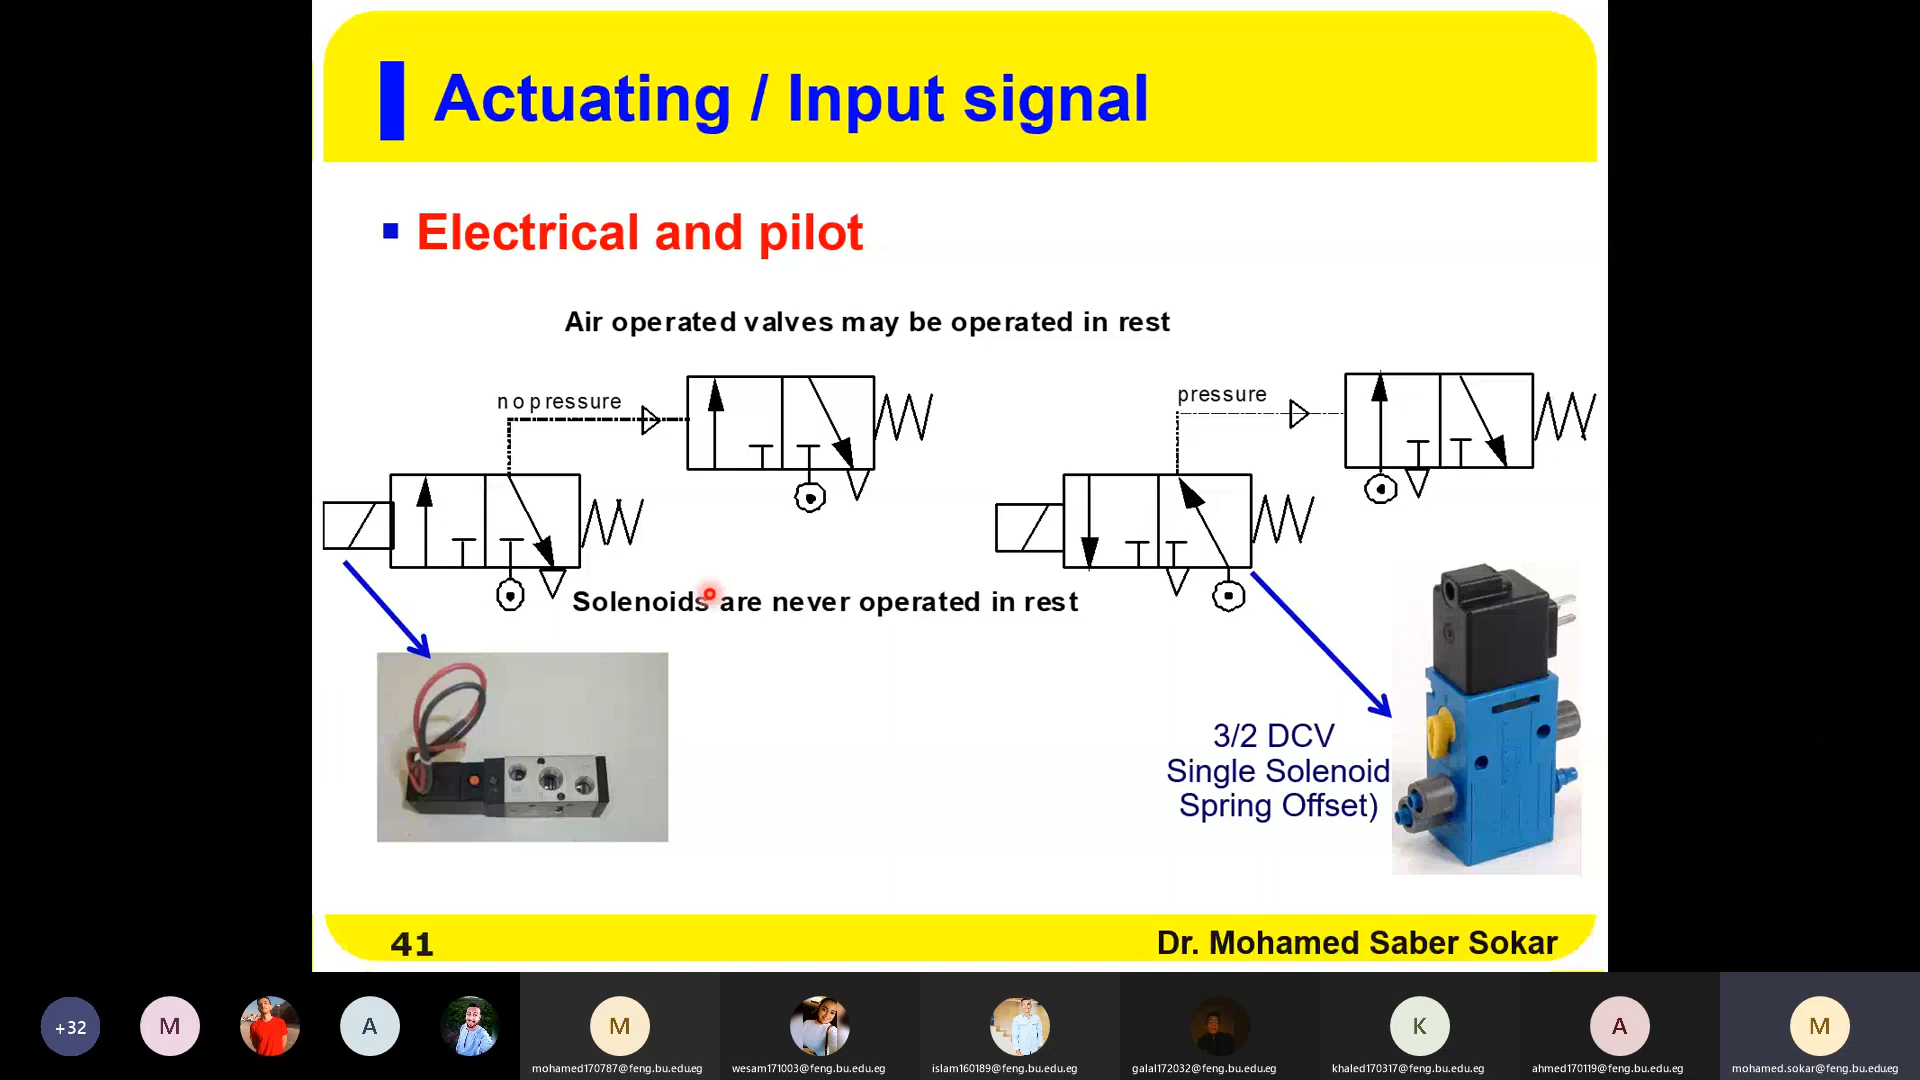 Actuating / Input signal
Electrical and pilot
Air operated valves may be operated in rest
no pressure
pressure
Solenoids are never operated in rest
3/2 DCV
Single Solenoid
Spring Offset)
41
Dr. Mohamed Saber Sokar
+32
M
A
M
K
A
M
mohamed170787@feng.bu.edu.eg
wesam171003@feng.bu.edu.eg
islam160189@feng.bu.edu.eg
galal172032@feng.bu.edu.eg
khaled170317@feng.bu.edu.eg
ahmed170119@feng.bu.edu.eg
mohamed.sokar@feng.bu.edu.eg